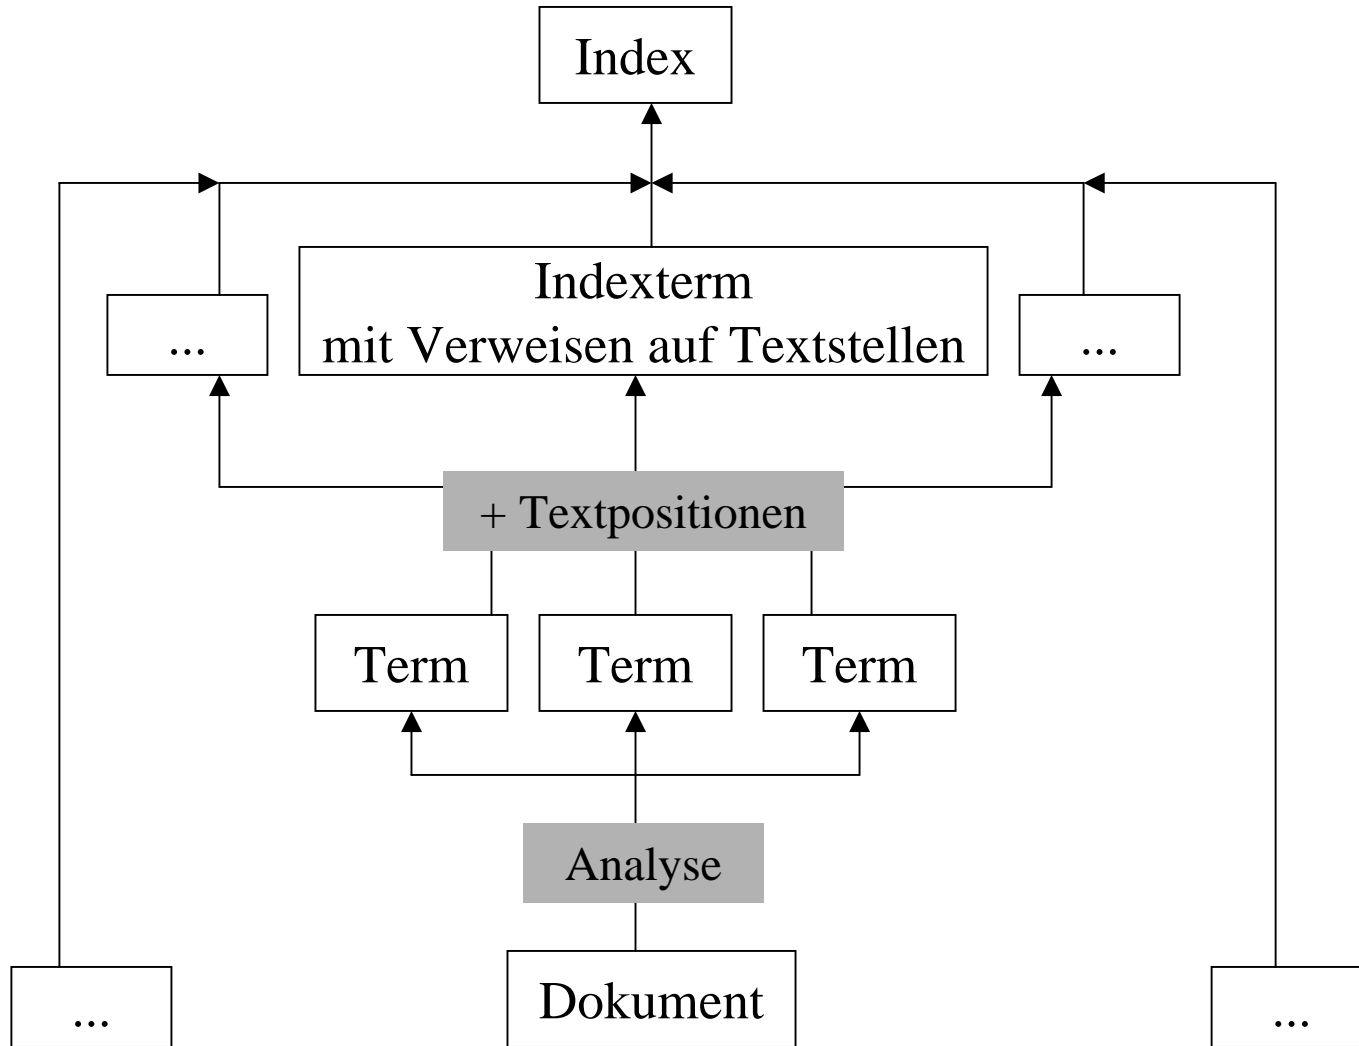 Index
Indexterm
mit Verweisen auf Textstellen
...
...
+ Textpositionen
Term
Term
Term
Analyse
...
Dokument
...